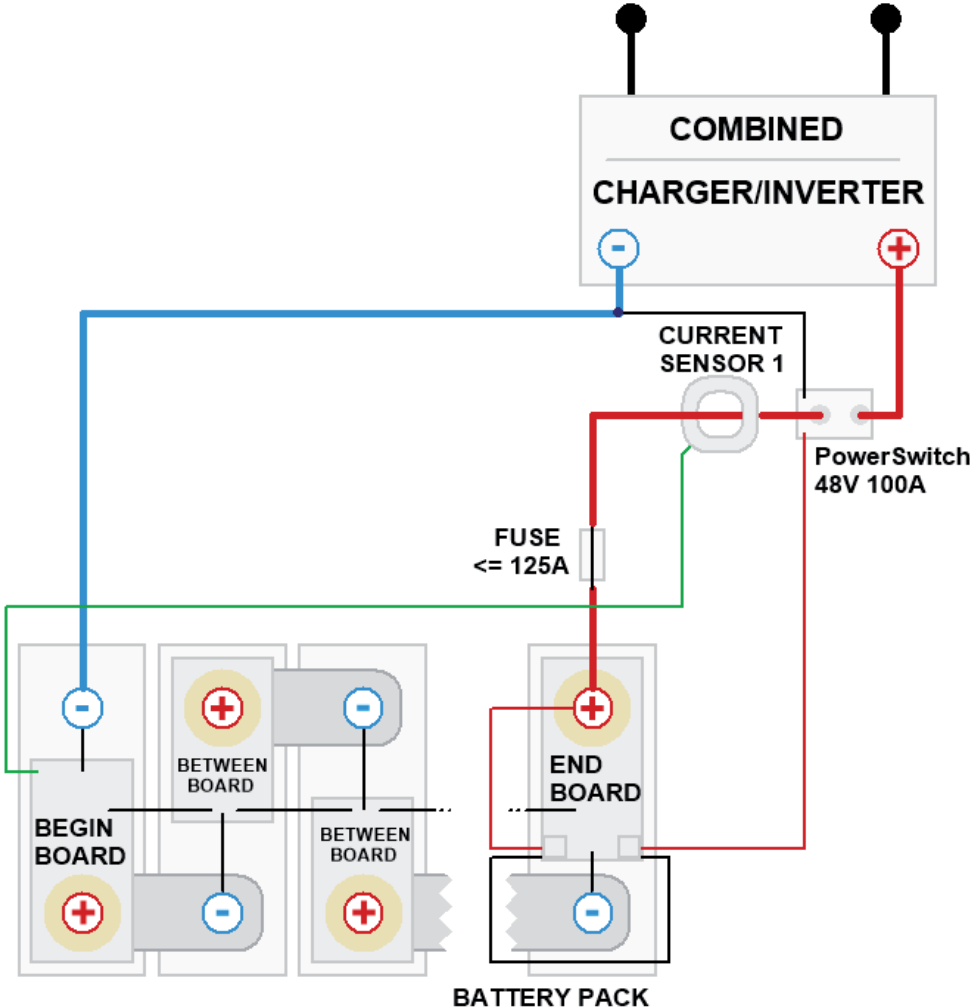 COMBINED
CHARGER/INVERTER
-
+
CURRENT
SENSOR 1
PowerSwitch
48V 100A
FUSE
<= 125A
-
+
-
+
BETWEEN
BOARD
END
BOARD
BEGIN
BOARD
BETWEEN
BOARD
+
-
+
-
BATTERY PACK